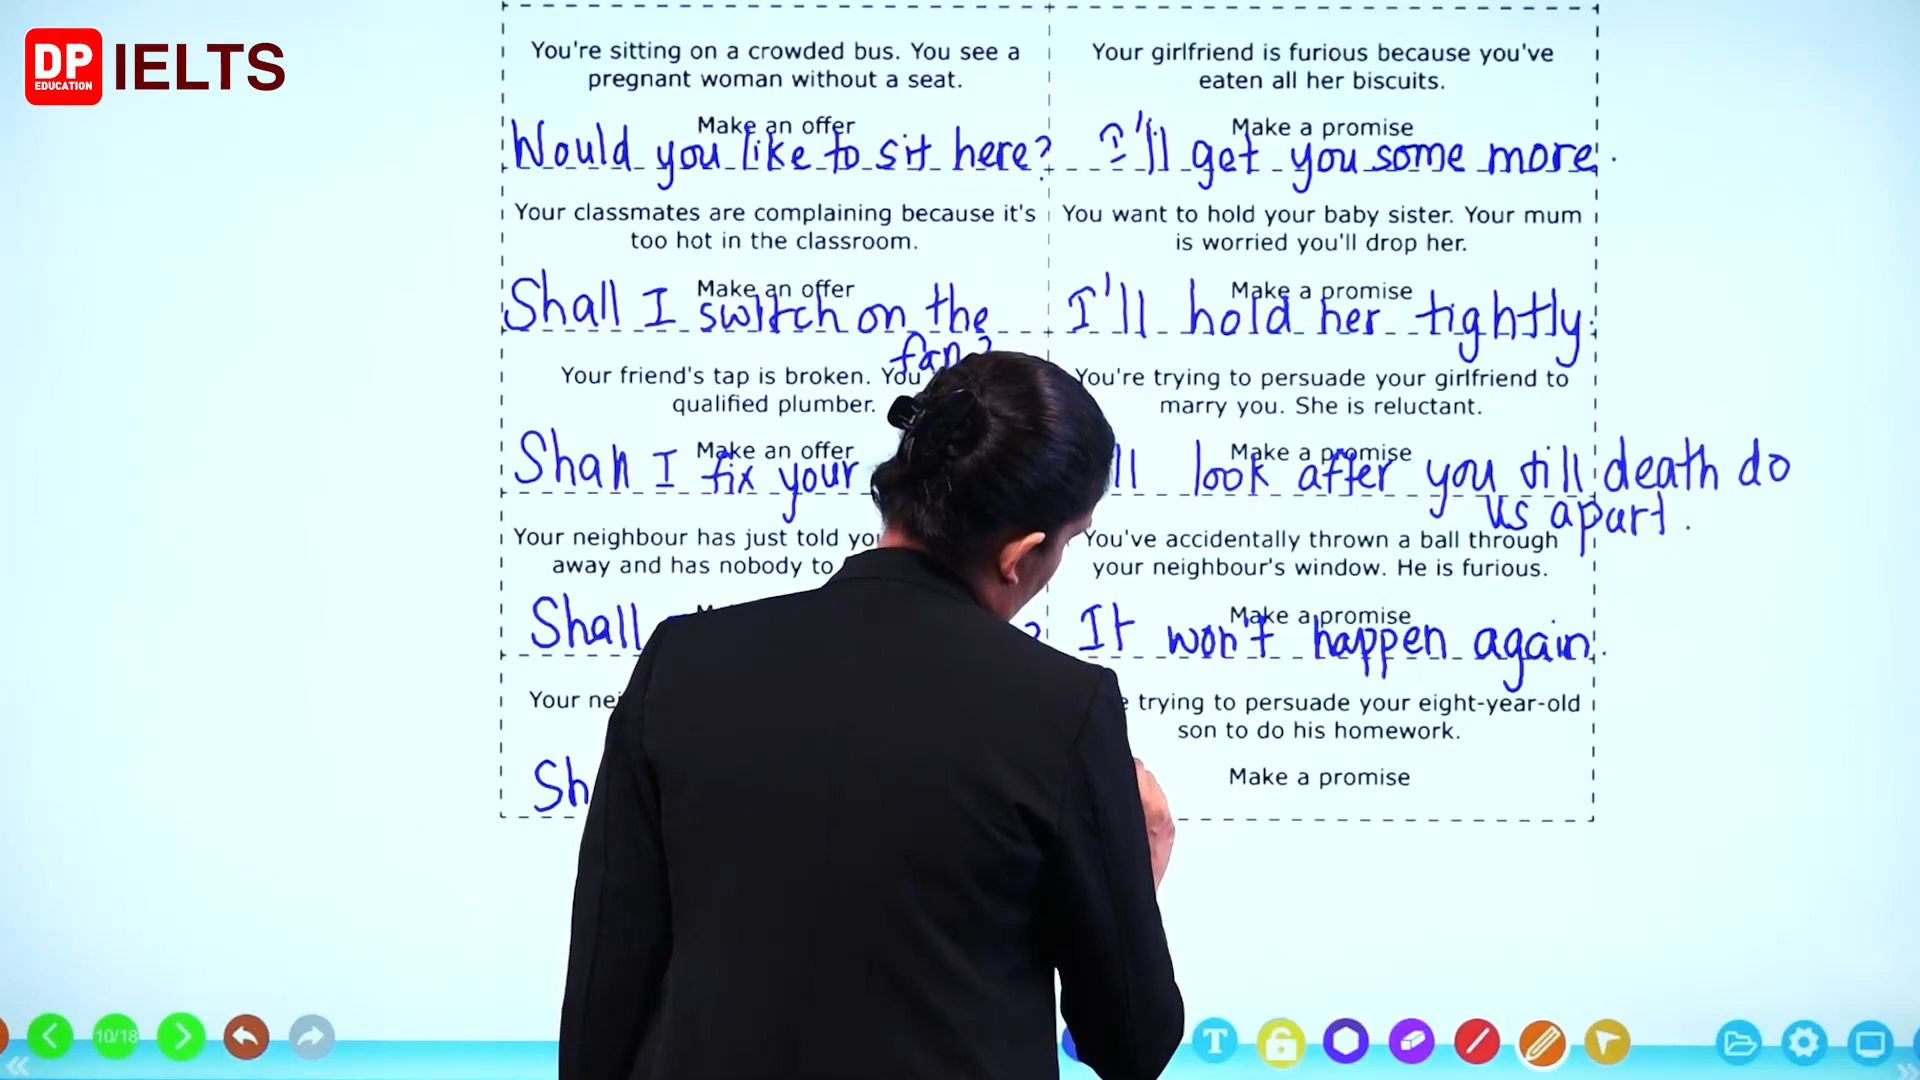 DP
EDUCATION
IELTS
You're sitting on a crowded bus. You see a
pregnant woman without a seat.
Make an offer
Would you like to sit here?
Your girlfriend is furious because you've
eaten all her biscuits.
Make a promise
I'll get you some more.
Your classmates are complaining because it's
too hot in the classroom.
Make an offer
Shall I switch on the
fan?
You want to hold your baby sister. Your mum
is worried you'll drop her.
Make a promise
I'll hold her tightly.
Your friend's tap is broken. You
qualified plumber.
Make an offer
Shall I fix your
You're trying to persuade your girlfriend to
marry you. She is reluctant.
Make a promise
look after you till death do
us apart.
Your neighbour has just told
away and has nobody to
Shall
?
You've accidentally thrown a ball through
your neighbour's window. He is furious.
Make a promise
It won't happen again.
Your
trying to persuade your eight-year-old
son to do his homework.
Make a promise
10/18
T